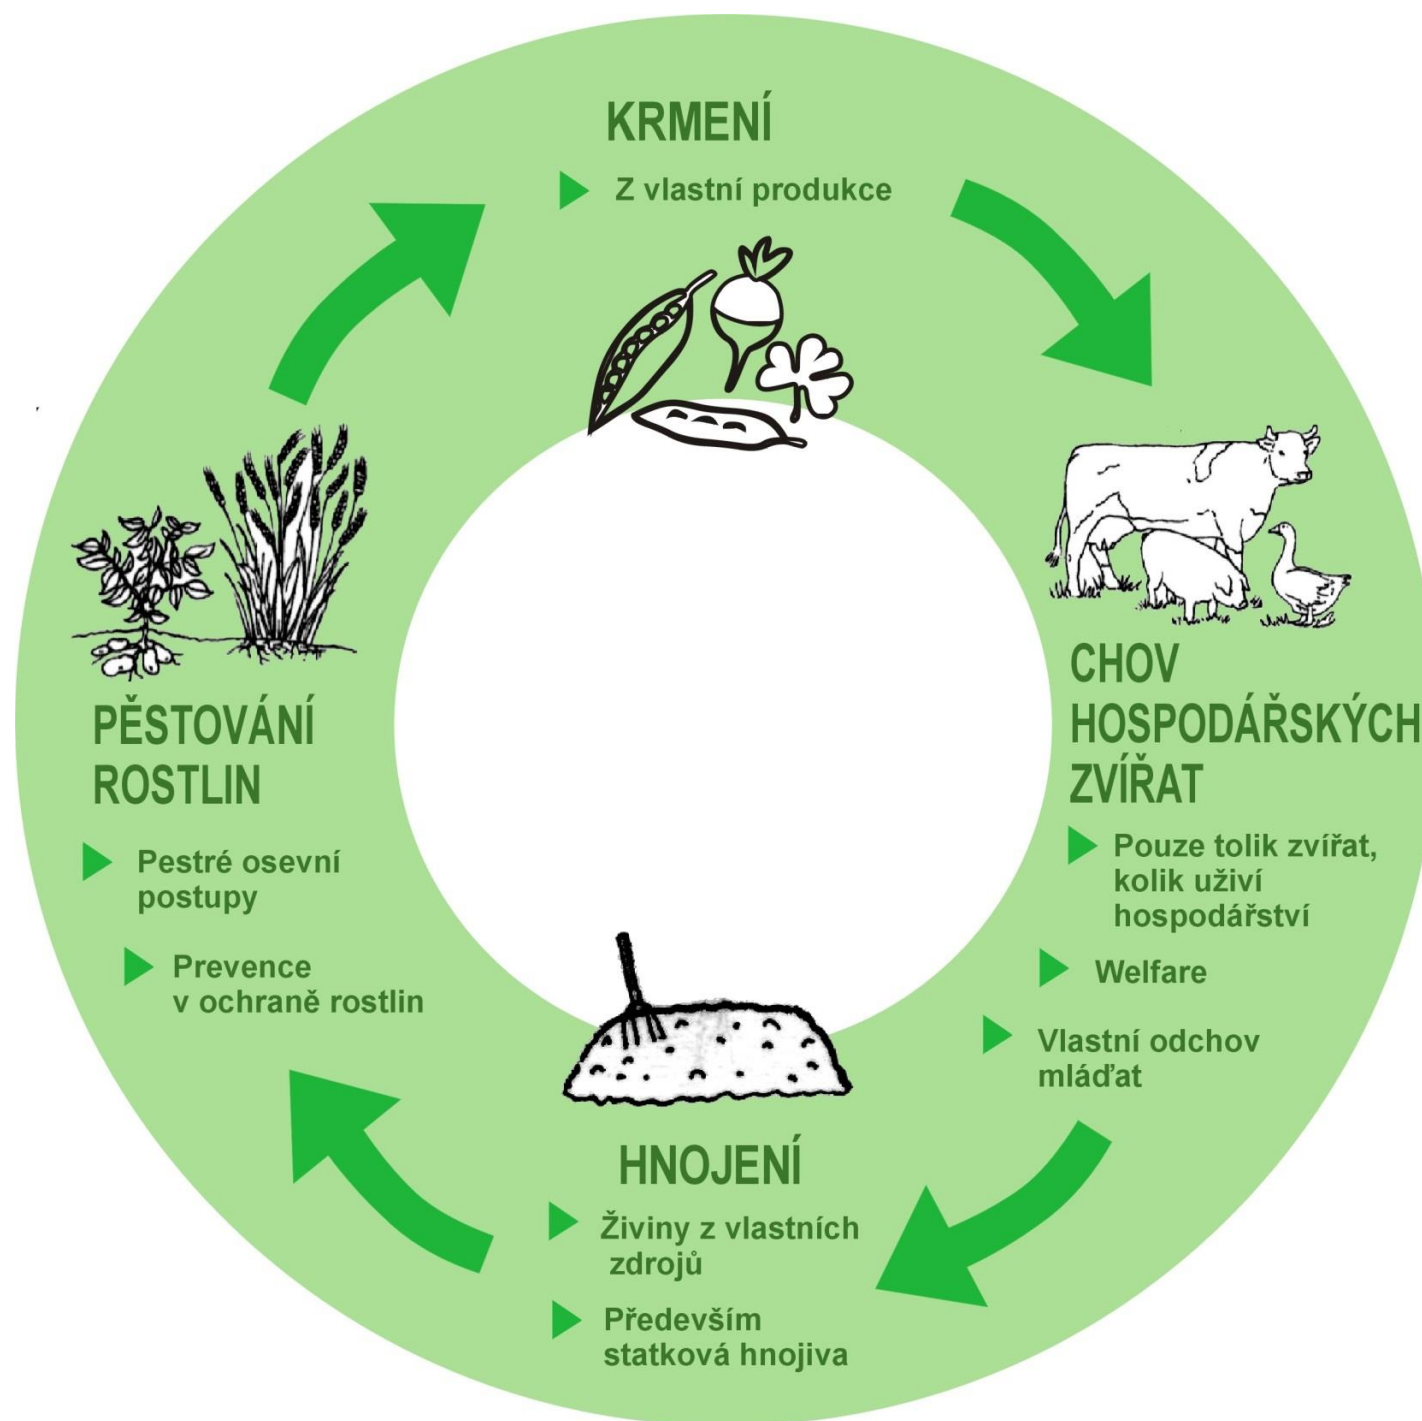 KRMENÍ
Z vlastní produkce
CHOV
HOSPODÁŘSKÝCH
ZVÍŘAT
Pouze tolik zvířat,
kolik uživí
hospodářství
Welfare
Vlastní odchov
mláďat
HNOJENÍ
Živiny z vlastních
zdrojů
Především
statková hnojiva
PĚSTOVÁNÍ
ROSTLIN
Pestré osevní
postupy
Prevence
v ochraně rostlin